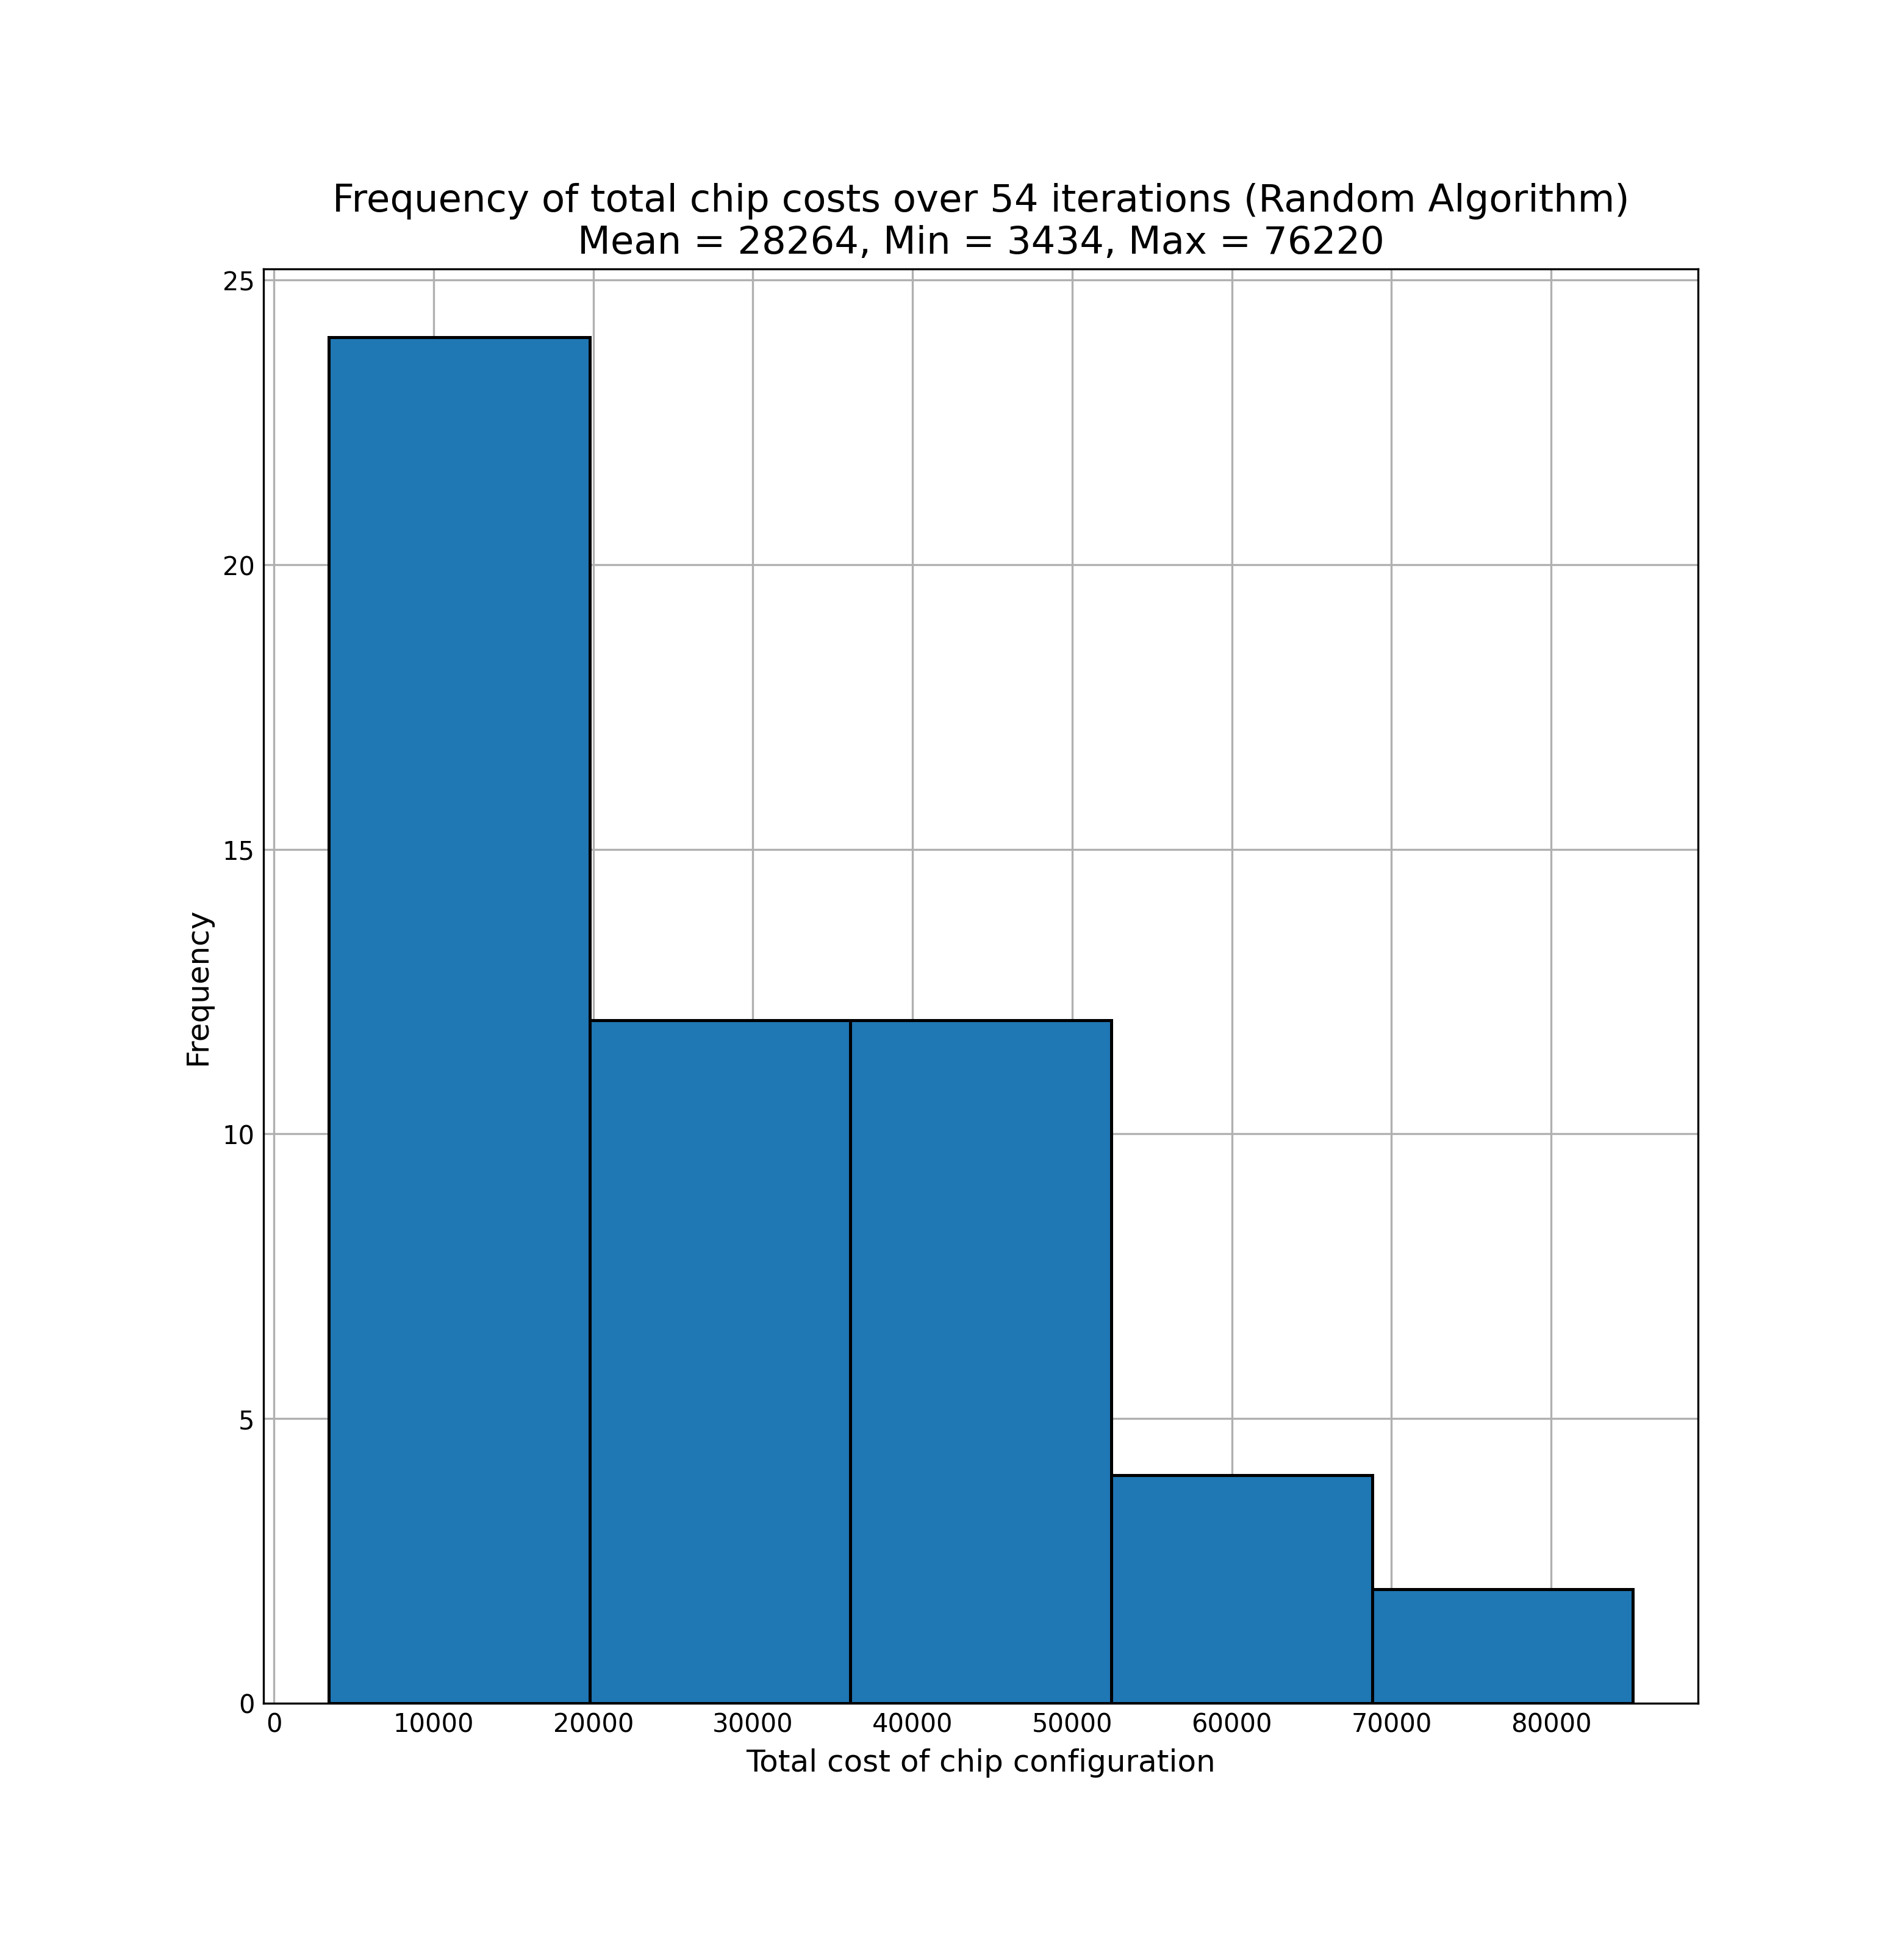 Frequency of total chip costs over 54 iterations (Random Algorithm)
Mean = 28264, Min = 3434, Max = 76220
25
20
15
10
5
0
Frequency
0 10000 20000 30000 40000 50000 60000 70000 80000
Total cost of chip configuration